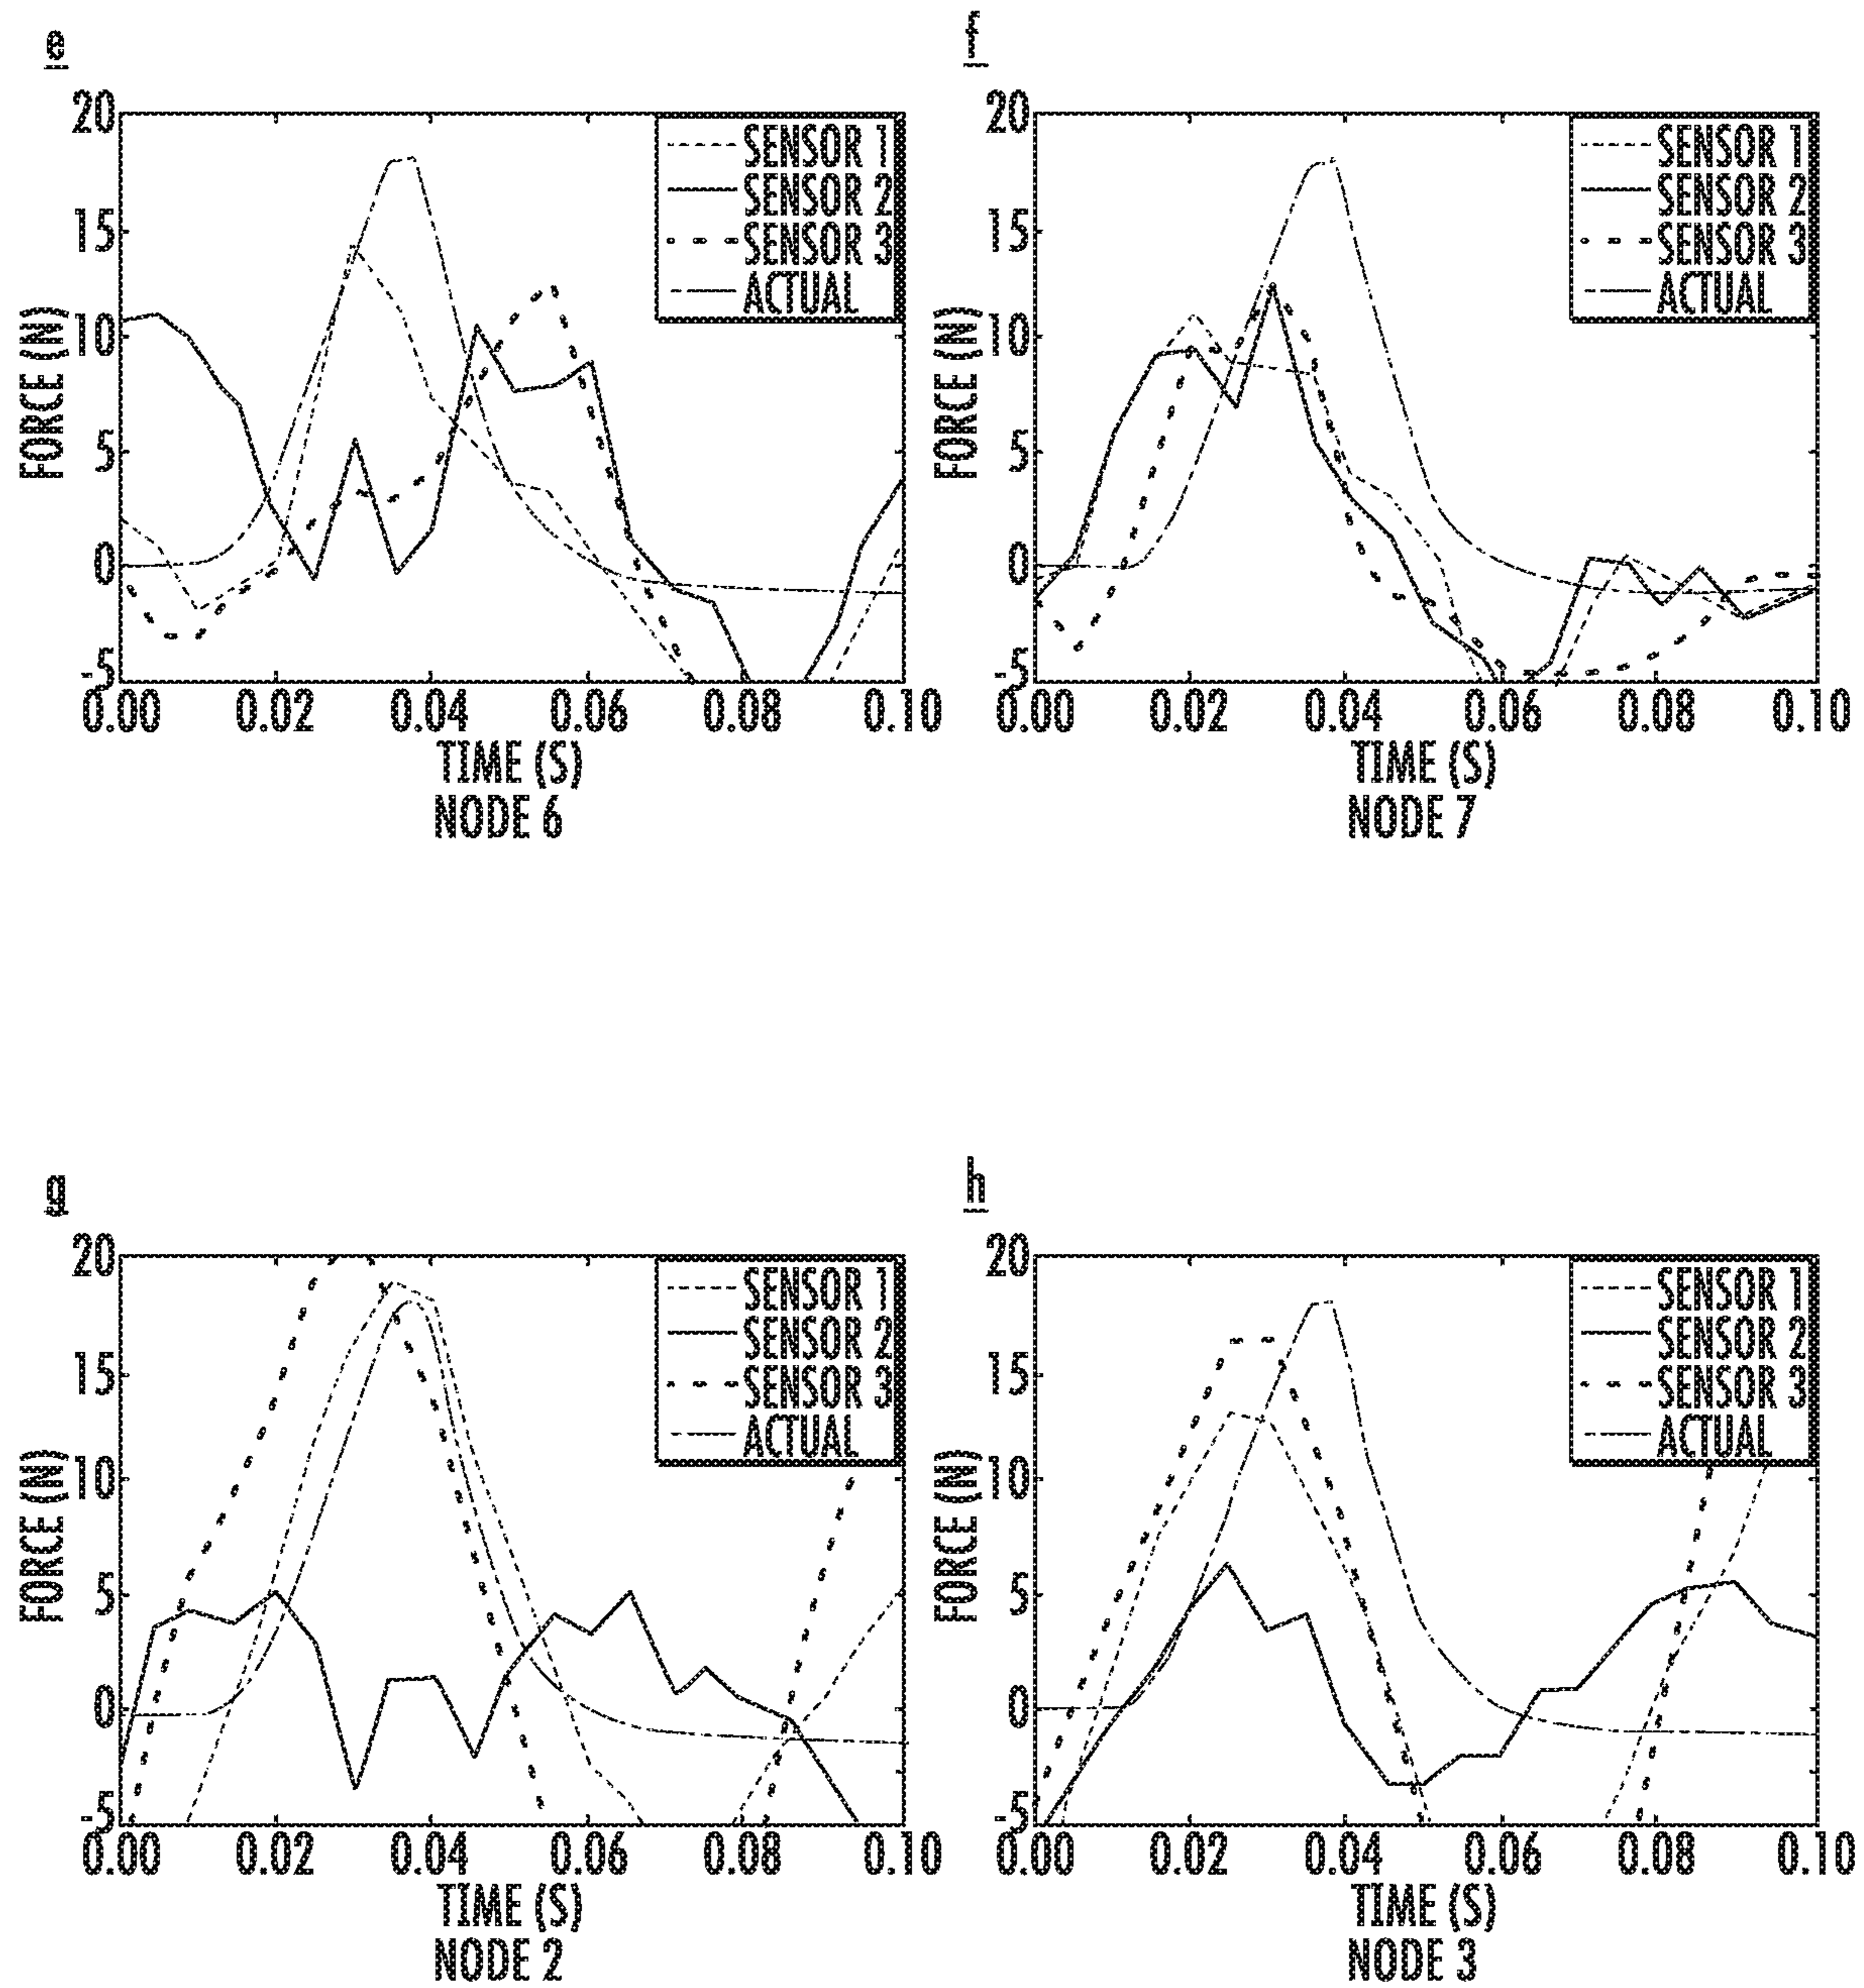 e
20
15
10
5
0
-5
FORCE (N)
SENSOR 1
SENSOR 2
SENSOR 3
ACTUAL
0.00 0.02 0.04 0.06 0.08 0.10
TIME (S)
NODE 6
f
20
15
10
5
0
-5
FORCE (N)
SENSOR 1
SENSOR 2
SENSOR 3
ACTUAL
0.00 0.02 0.04 0.06 0.08 0.10
TIME (S)
NODE 7
g
20
15
10
5
0
-5
FORCE (N)
SENSOR 1
SENSOR 2
SENSOR 3
ACTUAL
0.00 0.02 0.04 0.06 0.08 0.10
TIME (S)
NODE 2
h
20
15
10
5
0
-5
FORCE (N)
SENSOR 1
SENSOR 2
SENSOR 3
ACTUAL
0.00 0.02 0.04 0.06 0.08 0.10
TIME (S)
NODE 3